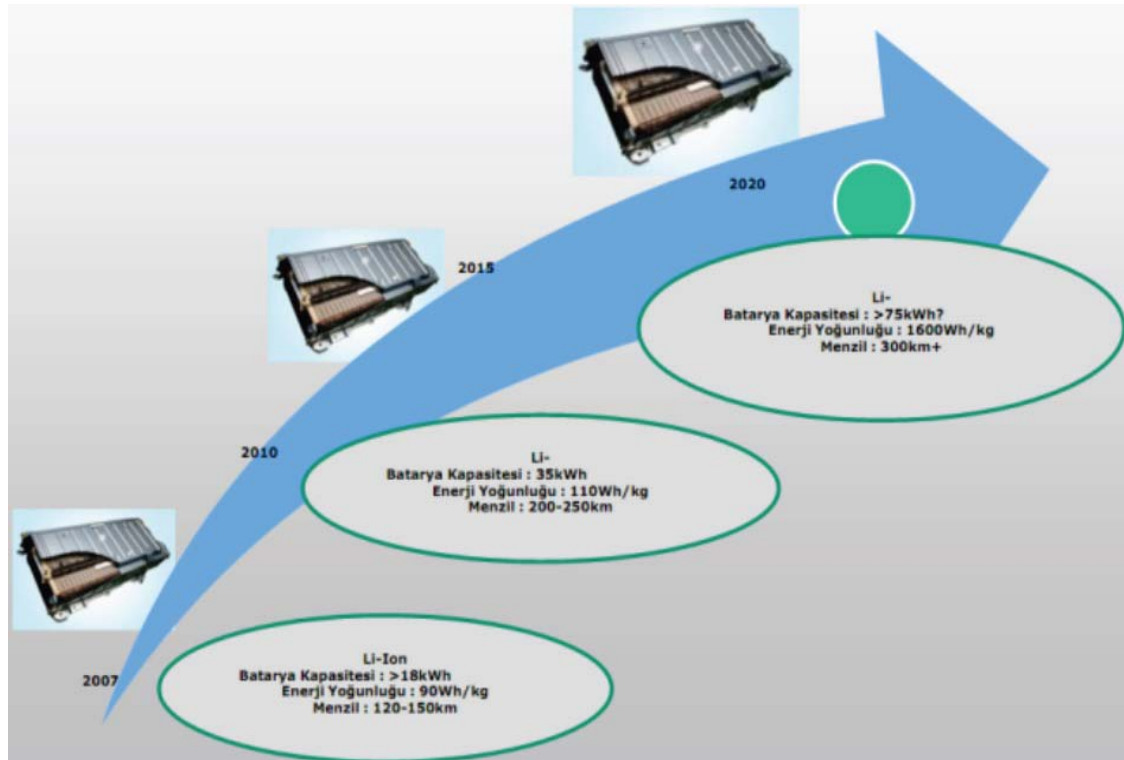 2020
2015
Li-
Batarya Kapasitesi : >75kWh?
Enerji Yoğunluğu : 1600Wh/kg
Menzil : 300km+
2010
Li-
Batarya Kapasitesi : 35kWh
Enerji Yoğunluğu : 110Wh/kg
Menzil : 200-250km
Li-Ion
Batarya Kapasitesi : >18kWh
Enerji Yoğunluğu : 90Wh/kg
Menzil : 120-150km
2007